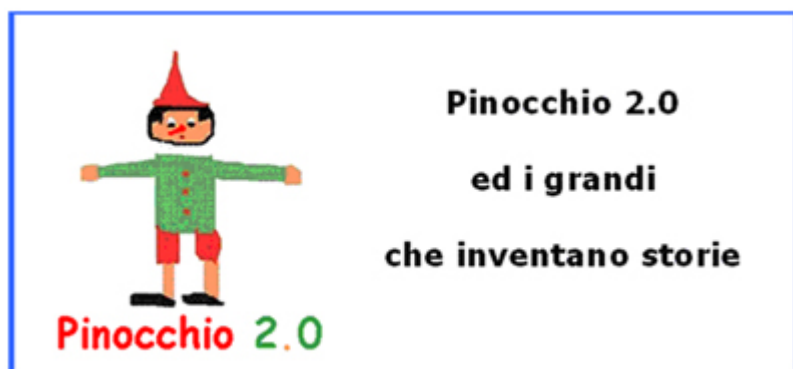 Pinocchio 2.0
ed i grandi
che inventano storie
Pinocchio 2.0